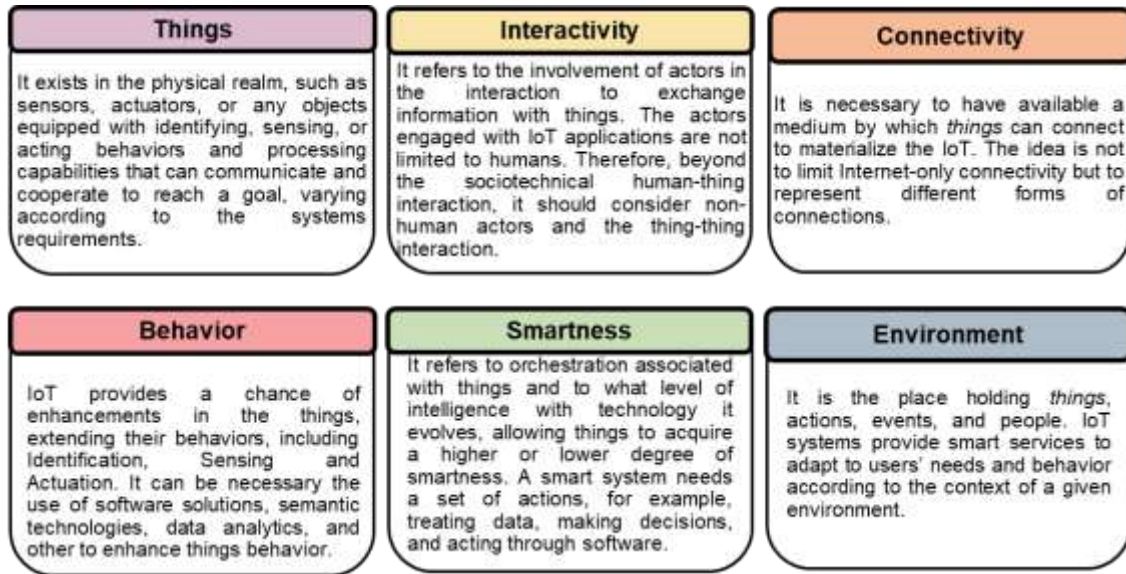 Things
It exists in the physical realm, such as
sensors, actuators, or any objects
equipped with identifying, sensing, or
acting behaviors and processing
capabilities that can communicate and
cooperate to reach a goal, varying
according to the systems
requirements.
Interactivity
It refers to the involvement of actors in
the interaction to exchange
information with things. The actors
engaged with IoT applications are not
limited to humans. Therefore, beyond
the sociotechnical human-thing
interaction, it should consider non-
human actors and the thing-thing
interaction.
Connectivity
It is necessary to have available a
medium by which things can connect
to materialize the IoT. The idea is not
to limit Internet-only connectivity but to
represent different forms of
connections.
Behavior
IoT provides a chance of
enhancements in the things,
extending their behaviors, including
Identification, Sensing and
Actuation. It can be necessary the
use of software solutions, semantic
technologies, data analytics, and
other to enhance things behavior.
Smartness
It refers to orchestration associated
with things and to what level of
intelligence with technology it
evolves, allowing things to acquire
a higher or lower degree of
smartness. A smart system needs
a set of actions, for example,
treating data, making decisions,
and acting through software.
Environment
It is the place holding things,
actions, events, and people. IoT
systems provide smart services to
adapt to users' needs and behavior
according to the context of a given
environment.